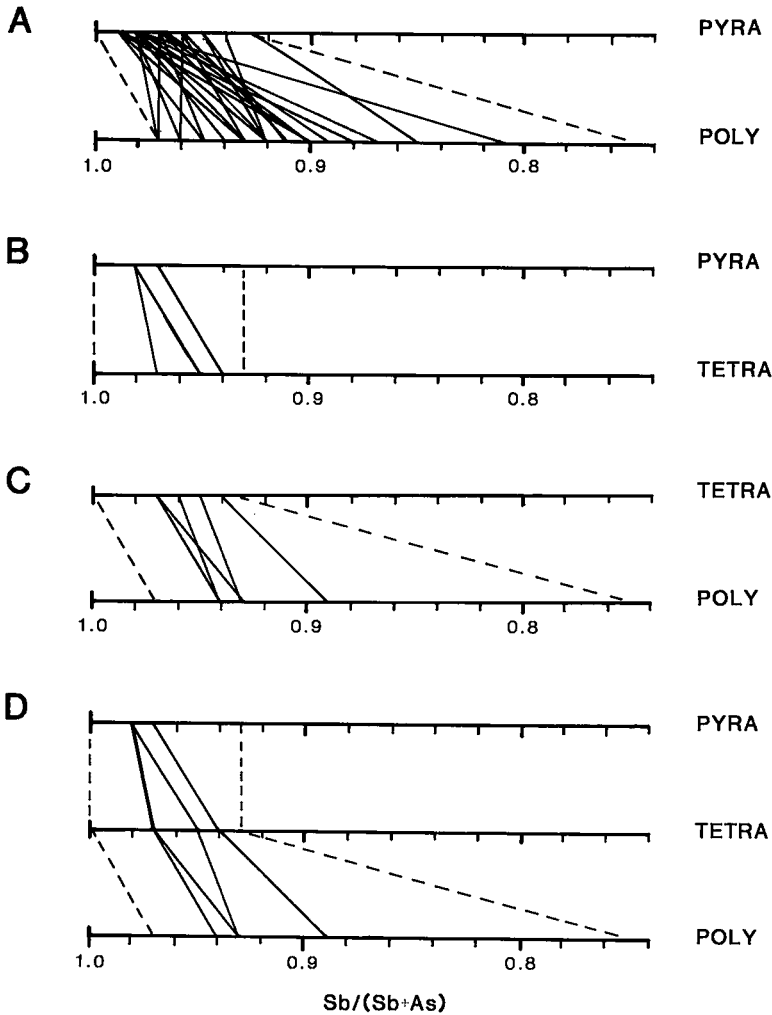 A
PYRA
POLY
1.0 0.9 0.8
B
PYRA
TETRA
1.0 0.9 0.8
C
TETRA
POLY
1.0 0.9 0.8
D
PYRA
TETRA
POLY
1.0 0.9 0.8
Sb/(Sb+As)